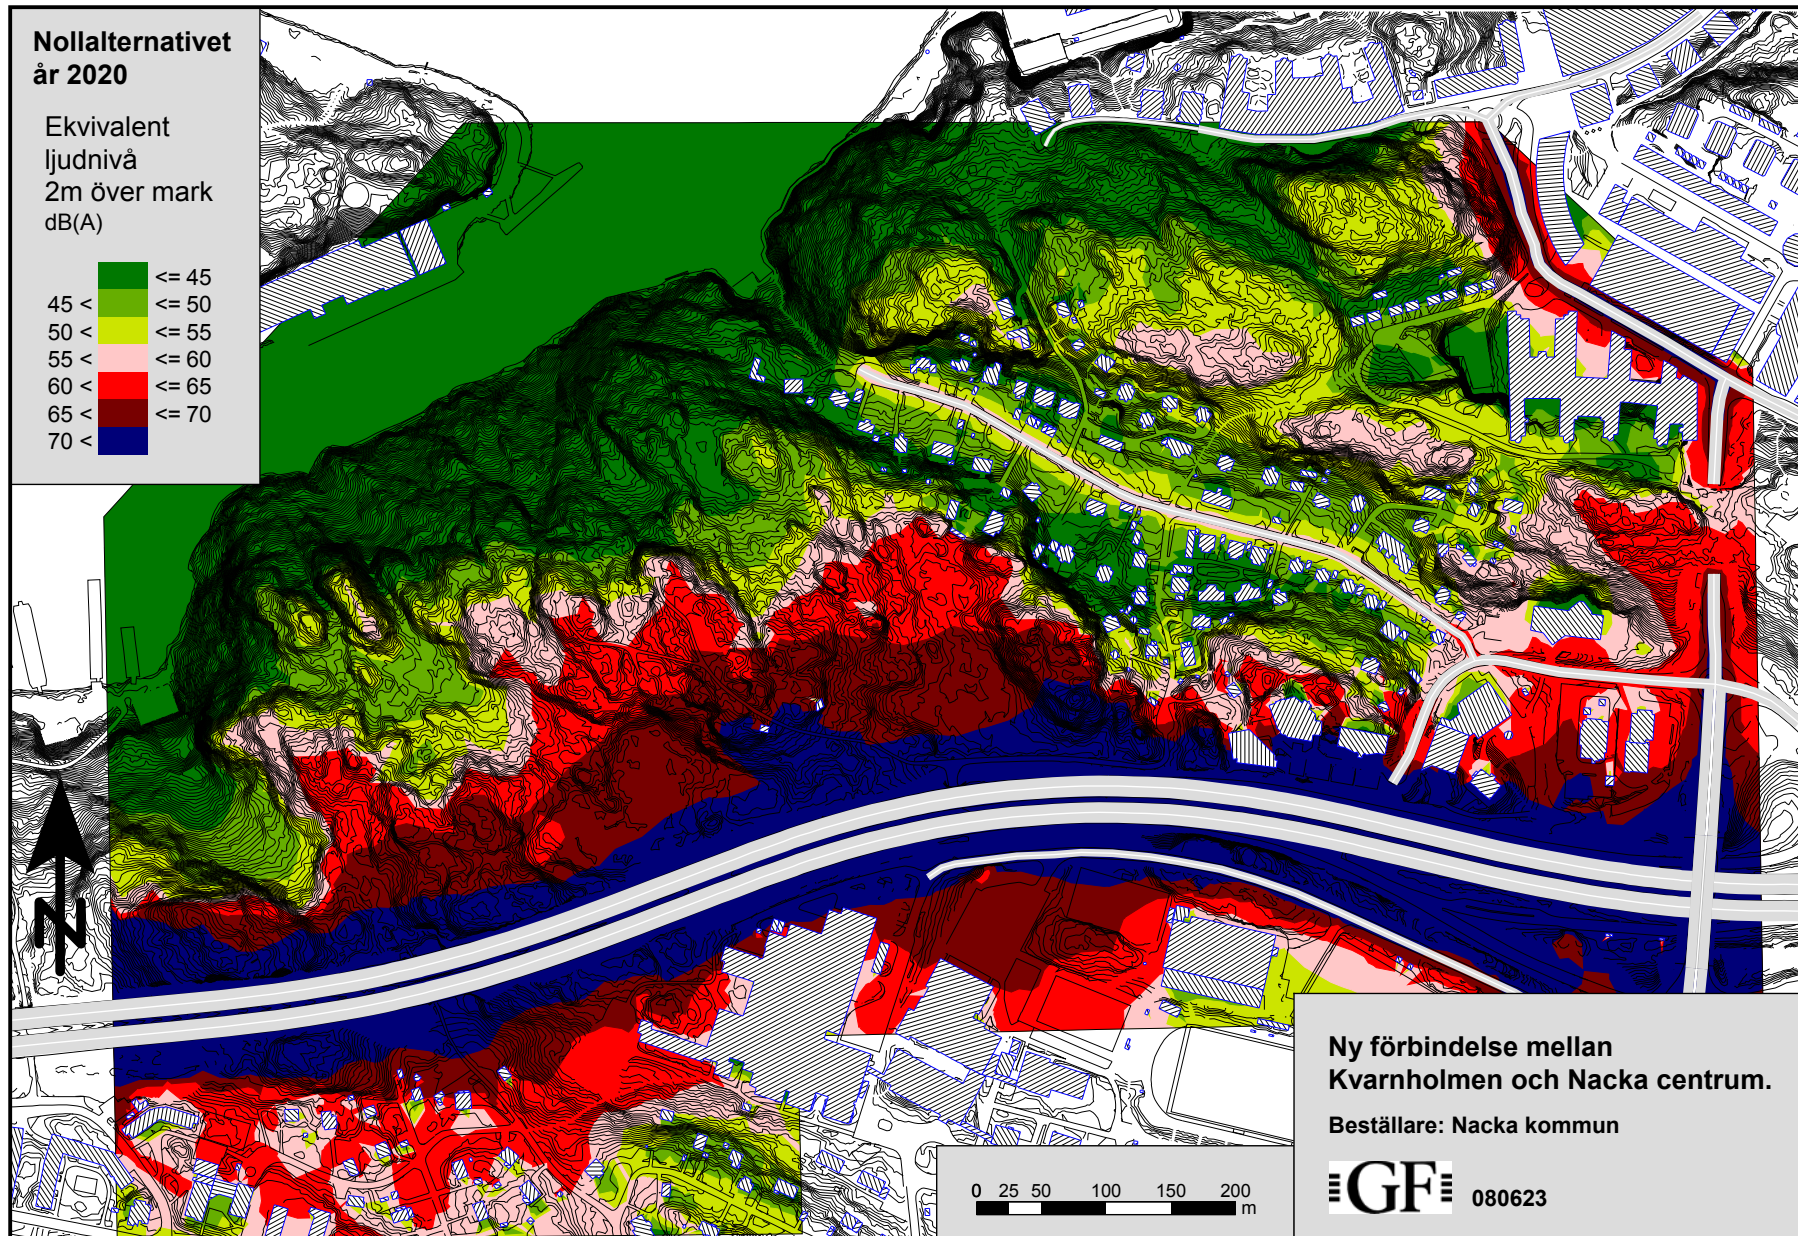 Nollalternativet
år 2020
Ekvivalent
ljudnivå
2m över mark
dB(A)
<= 45
45 < <= 50
50 < <= 55
55 < <= 60
60 < <= 65
65 < <= 70
70 <
N
0 25 50 100 150 200
m
Ny förbindelse mellan
Kvarnholmen och Nacka centrum.
Beställare: Nacka kommun
GF 080623